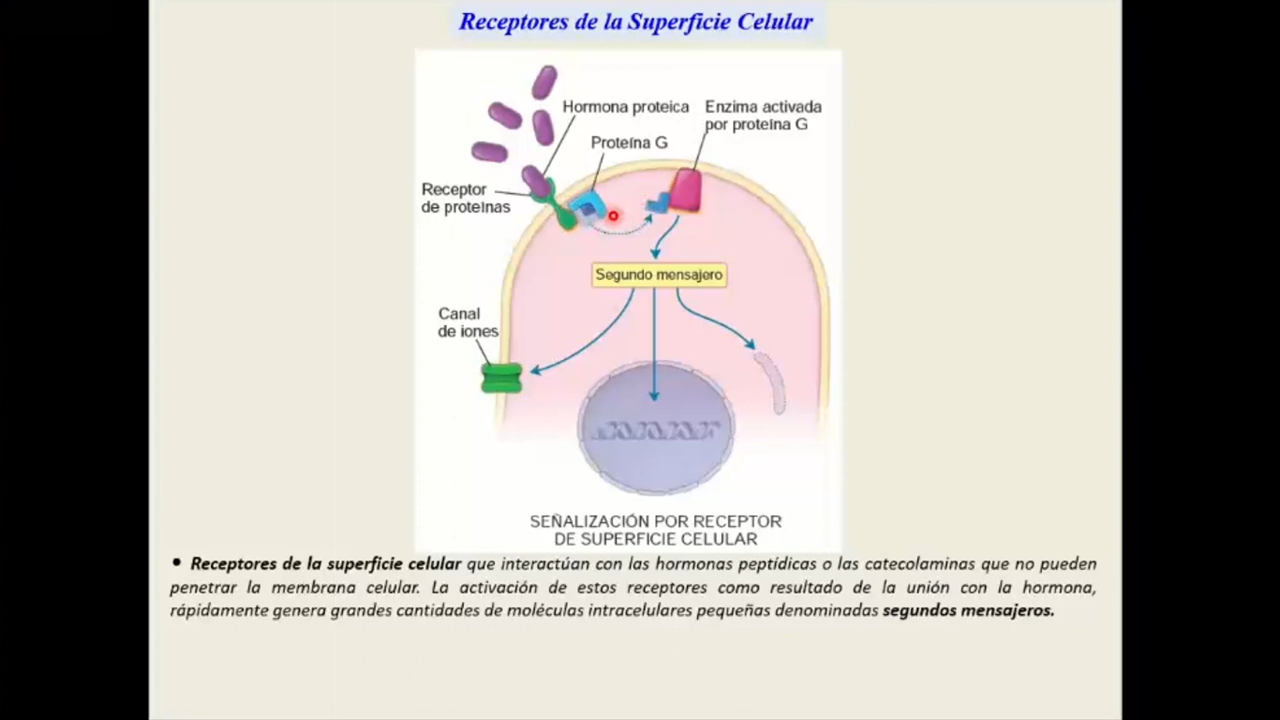 Receptores de la Superficie Celular
Hormona proteica
Enzima activada
por proteína G
Proteína G
Receptor
de proteínas
Segundo mensajero
Canal
de iones
SEÑALIZACIÓN POR RECEPTOR
DE SUPERFICIE CELULAR
• Receptores de la superficie celular que interactúan con las hormonas peptídicas o las catecolaminas que no pueden
penetrar la membrana celular. La activación de estos receptores como resultado de la unión con la hormona,
rápidamente genera grandes cantidades de moléculas intracelulares pequeñas denominadas segundos mensajeros.